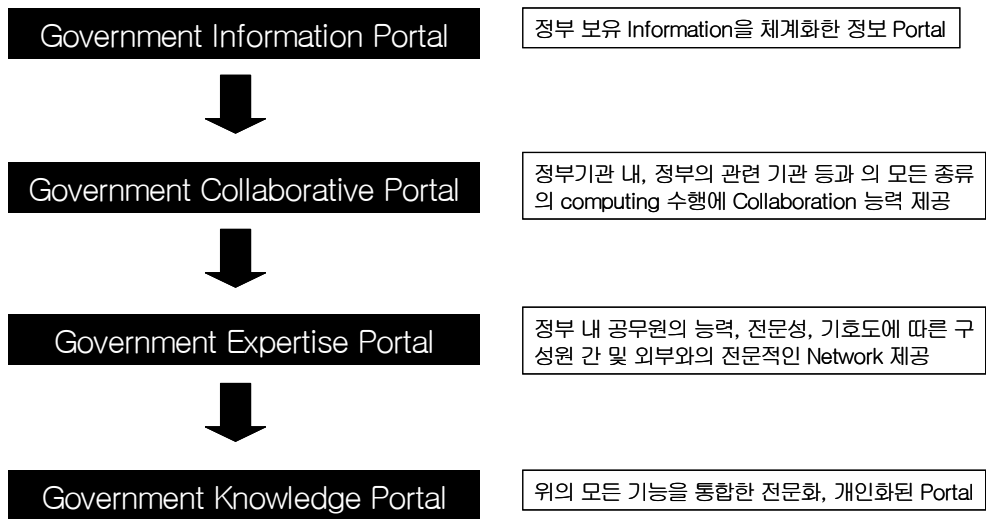 Government Information Portal
정부 보유 Information을 체계화한 정보 Portal
Government Collaborative Portal
정부기관 내, 정부의 관련 기관 등과 의 모든 종류
의 computing 수행에 Collaboration 능력 제공
Government Expertise Portal
정부 내 공무원의 능력, 전문성, 기호도에 따른 구
성원 간 및 외부와의 전문적인 Network 제공
Government Knowledge Portal
위의 모든 기능을 통합한 전문화, 개인화된 Portal